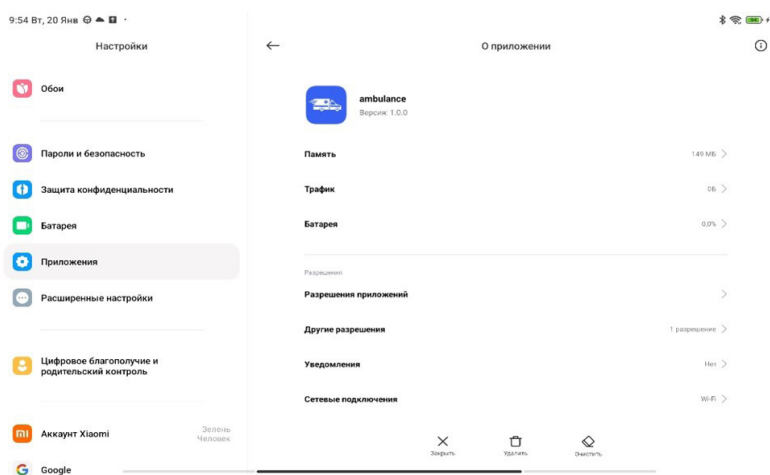 9:54 Вт, 20 Янв
Настройки
О приложении
Обои
Пароли и безопасность
Защита конфиденциальности
Батарея
Приложения
Расширенные настройки
Цифровое благополучие и
родительский контроль
Аккаунт Xiaomi
Зелень
Человек
Google
ambulance
Версия: 1.0.0
Память
149 МБ
Трафик
0Б
Батарея
0,0%
Разрешения
Разрешения приложений
Другие разрешения
1 разрешение
Уведомления
Нет
Сетевые подключения
Wi-Fi
Закрыть
Удалить
Очистить